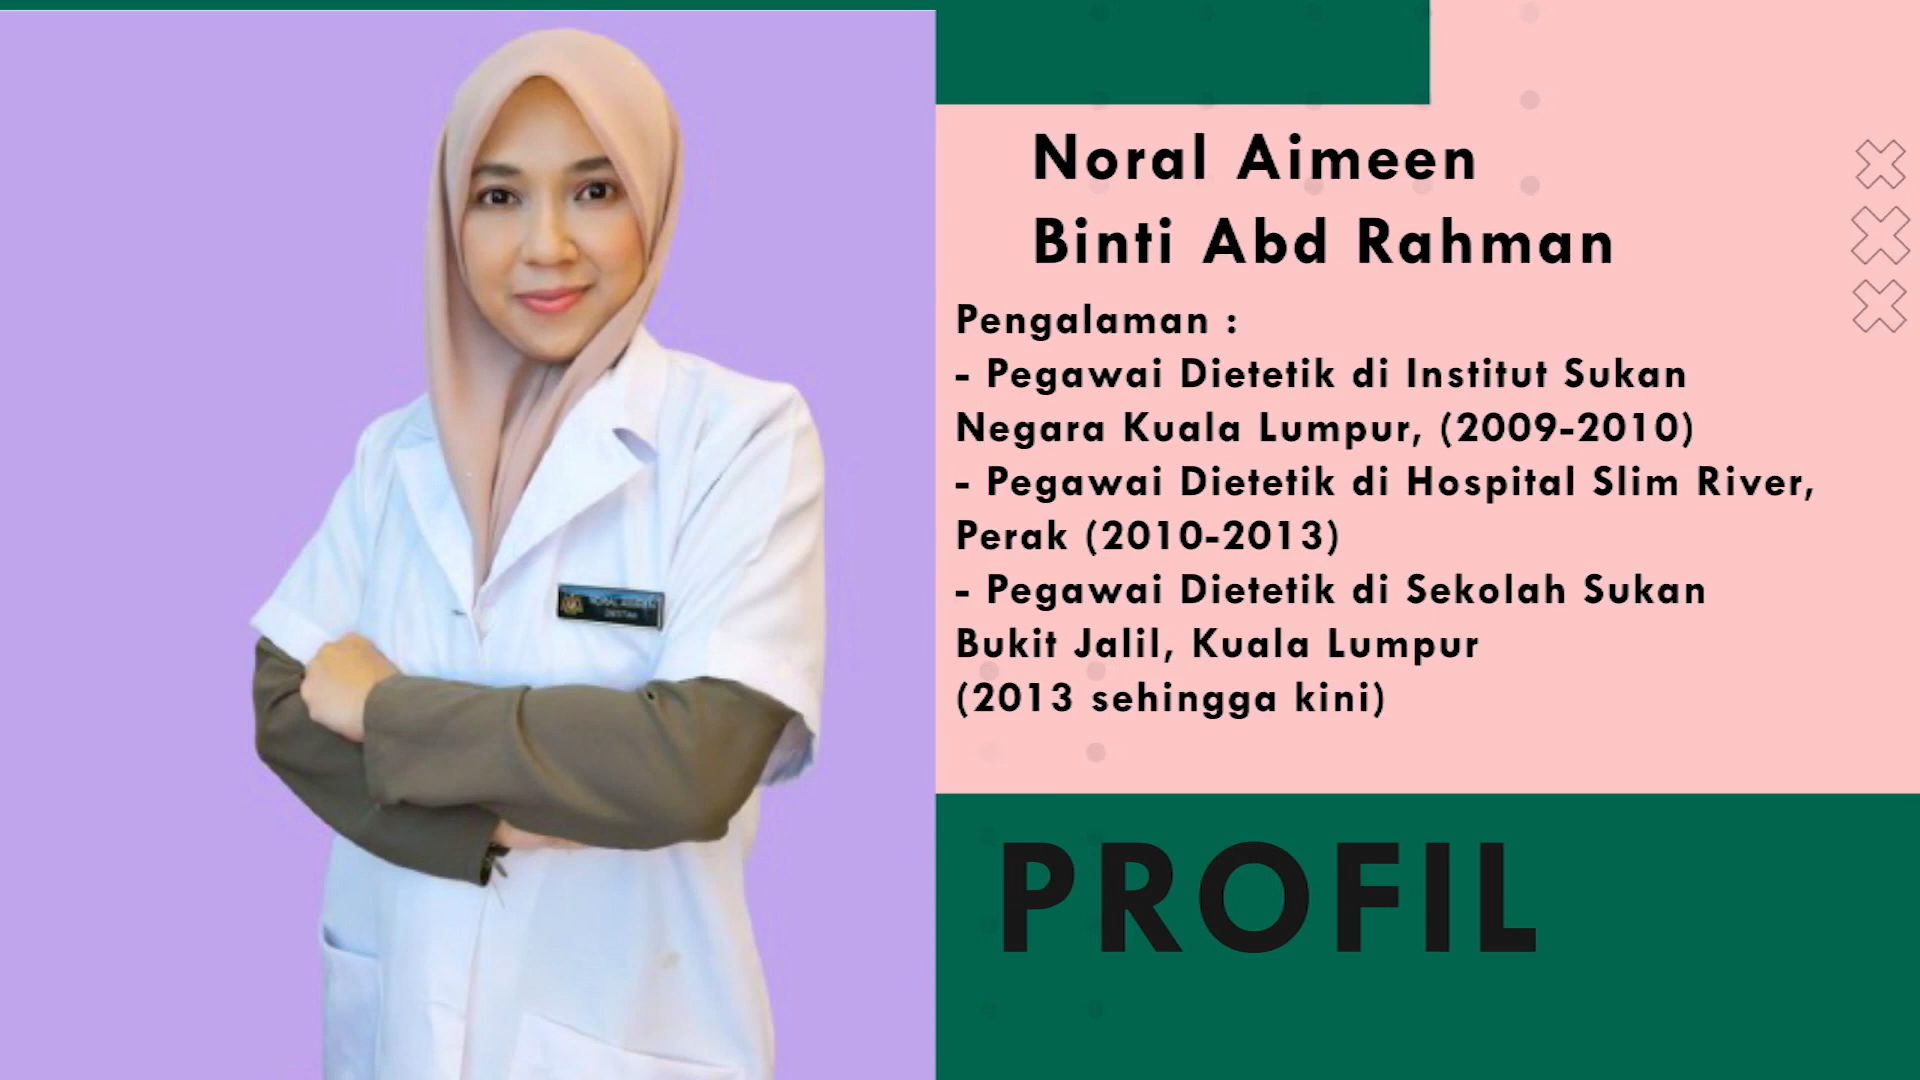 Noral Aimeen
Binti Abd Rahman
Pengalaman :
- Pegawai Dietetik di Institut Sukan
Negara Kuala Lumpur, (2009-2010)
- Pegawai Dietetik di Hospital Slim River,
Perak (2010-2013)
- Pegawai Dietetik di Sekolah Sukan
Bukit Jalil, Kuala Lumpur
(2013 sehingga kini)
PROFIL